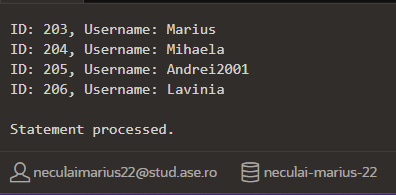 ID: 203, Username: Marius
ID: 204, Username: Mihaela
ID: 205, Username: Andrei2001
ID: 206, Username: Lavinia
Statement processed.
neculaimarius22@stud.ase.ro neculai-marius-22